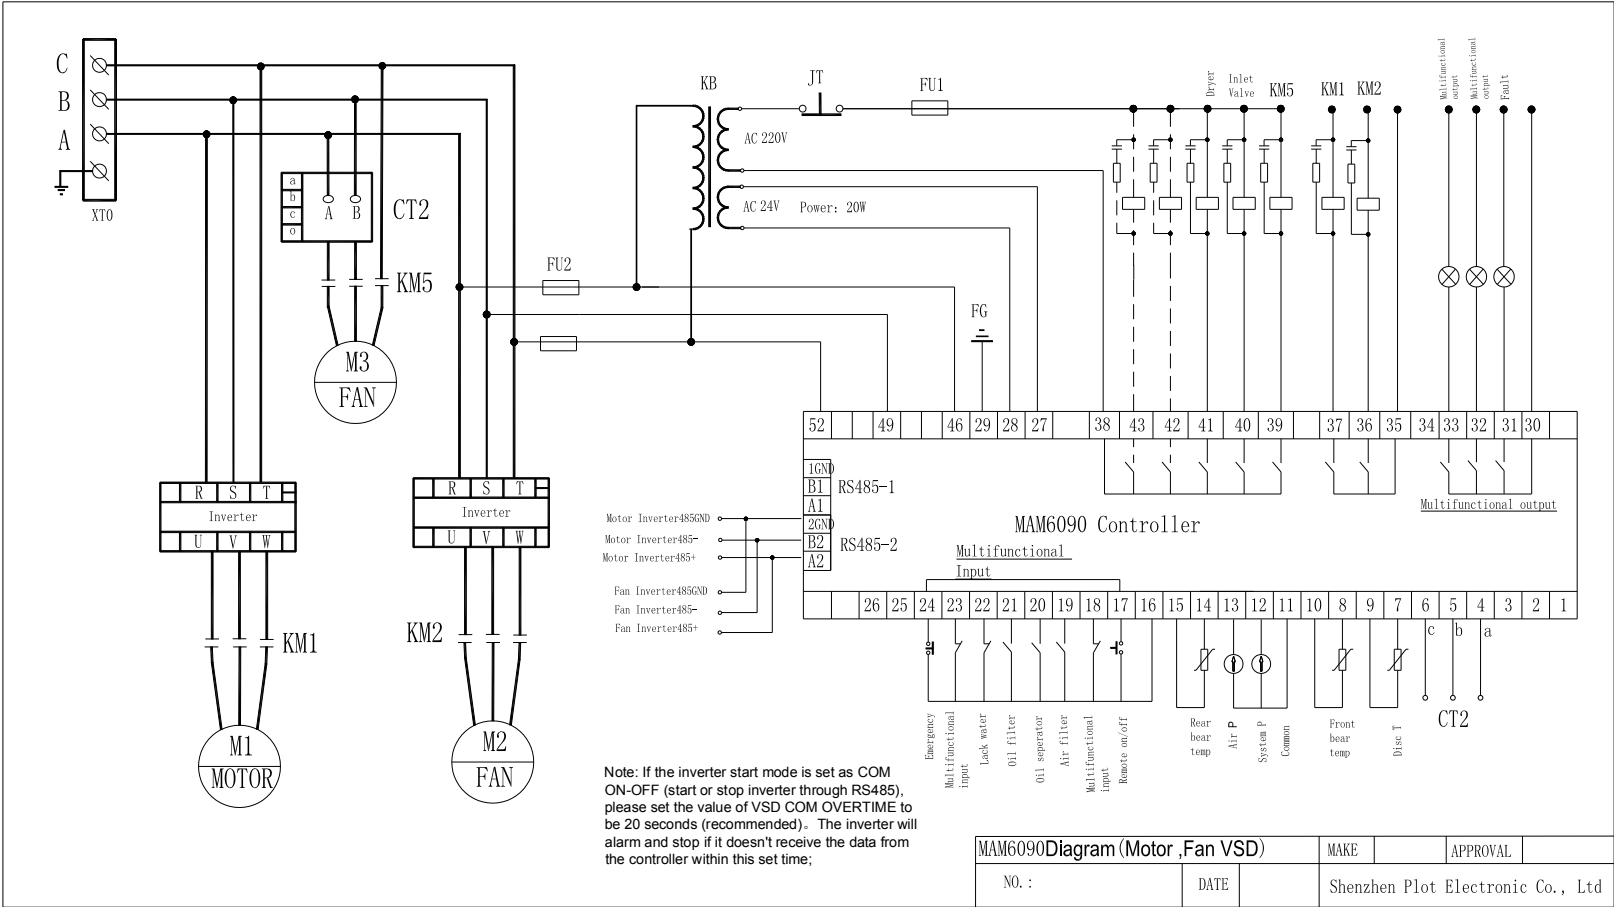 C
B
A
XT0
a
b
c
o
A B
CT2
KM5
M3
FAN
R S T
Inverter
U V W
KM1
M1
MOTOR
R S T
Inverter
U V W
KM2
M2
FAN
KB
JT
FU1
AC 220V
AC 24V Power: 20W
FU2
FG
Dryer
Inlet
Valve
KM5
KM1
KM2
Multifunctional
output
Multifunctional
output
Fault
52 49 46 29 28 27 38 43 42 41 40 39 37 36 35 34 33 32 31 30
1GND
B1
A1
RS485-1
2GND
B2
A2
RS485-2
Motor Inverter485GND
Motor Inverter485-
Motor Inverter485+
Fan Inverter485GND
Fan Inverter485-
Fan Inverter485+
MAM6090 Controller
Multifunctional output
Multifunctional
Input
26 25 24 23 22 21 20 19 18 17 16 15 14 13 12 11 10 8 9 7 6 5 4 3 2 1
c b a
CT2
Emergency
Multifunctional
input
Lack water
Oil filter
Oil seperator
Air filter
Multifunctional
input
Remote on/off
Rear
bear
temp
Air P
System P
Common
Front
bear
temp
Disc T
Note: If the inverter start mode is set as COM
ON-OFF (start or stop inverter through RS485),
please set the value of VSD COM OVERTIME to
be 20 seconds (recommended)。The inverter will
alarm and stop if it doesn't receive the data from
the controller within this set time;
MAM6090Diagram(Motor ,Fan VSD) MAKE APPROVAL
NO.: DATE Shenzhen Plot Electronic Co., Ltd